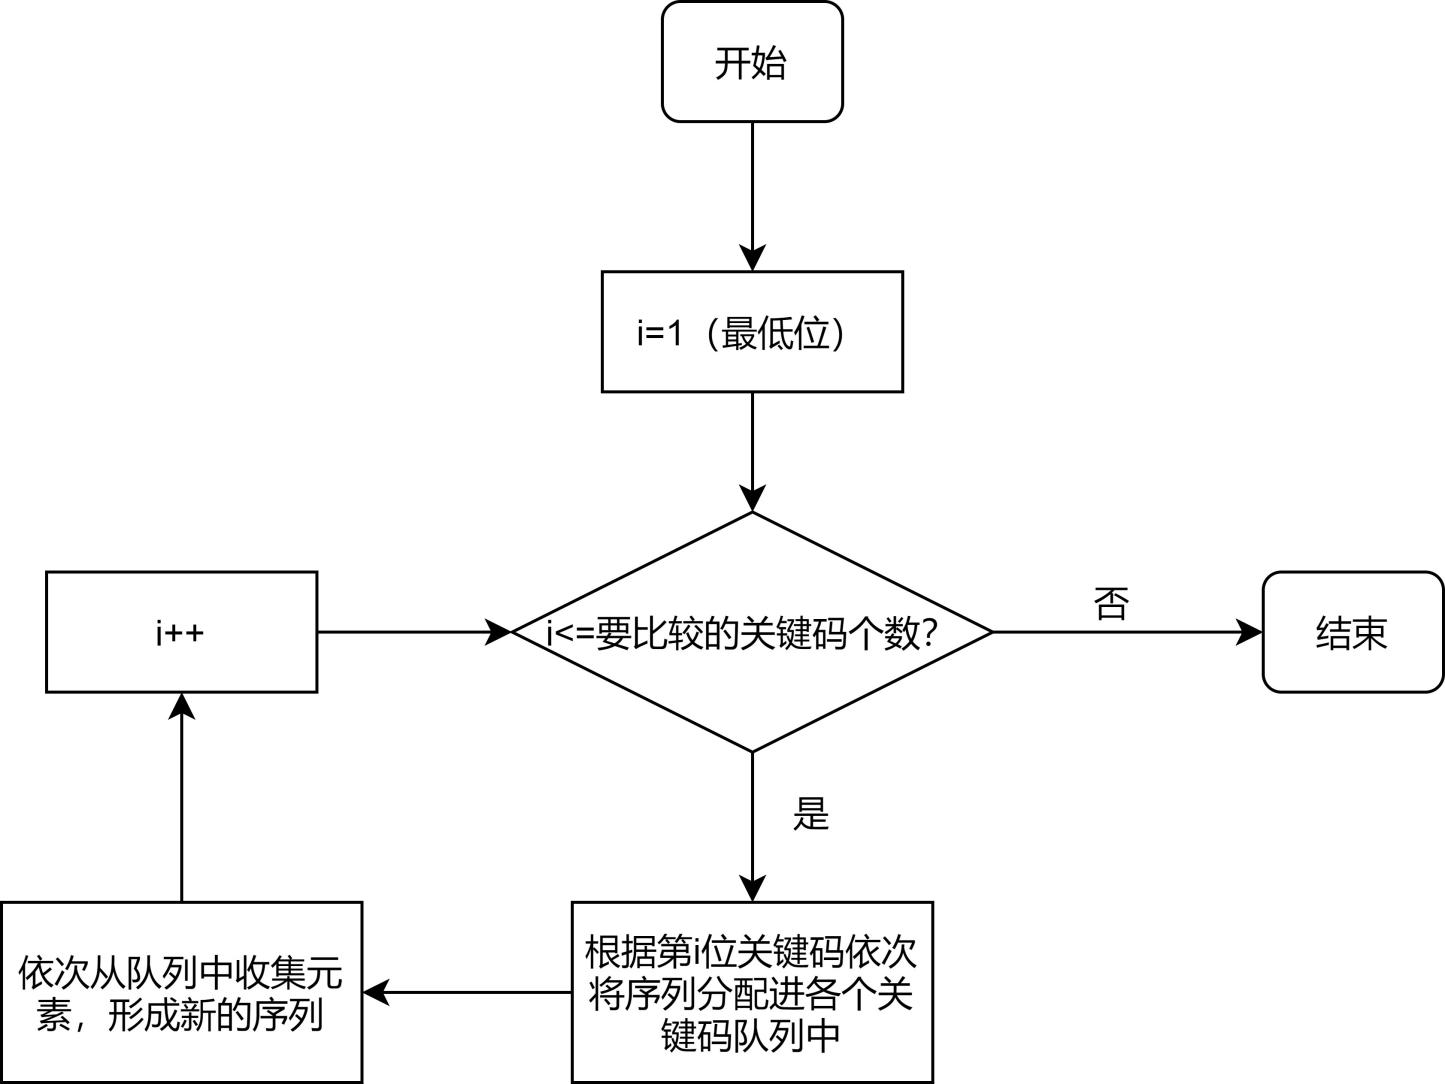 开始
i=1（最低位）
i<=要比较的关键码个数?
否
结束
i++
是
根据第i位关键码依次
将序列分配进各个关
键码队列中
依次从队列中收集元
素，形成新的序列